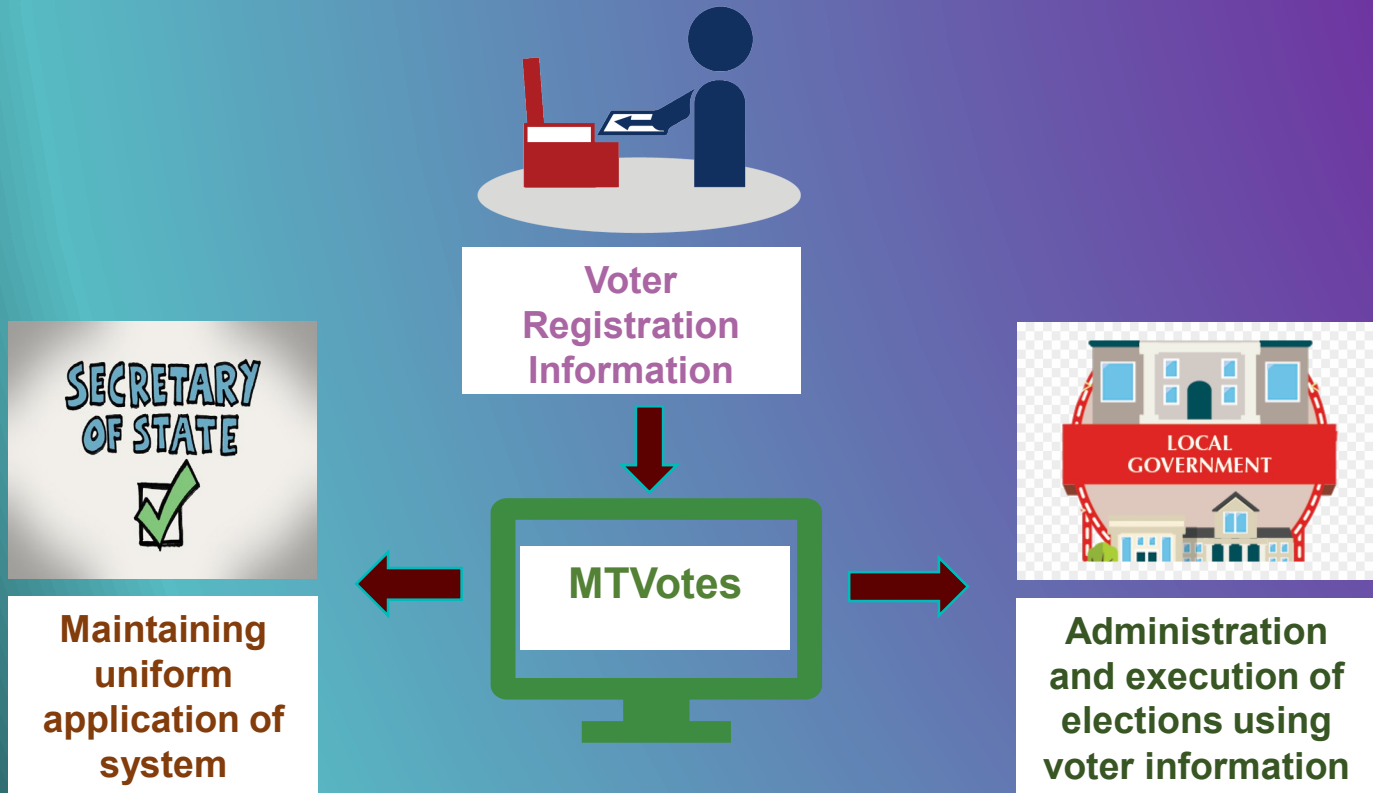 Voter
Registration
Information
SECRETARY
OF STATE
MTVotes
LOCAL
GOVERNMENT
Maintaining
uniform
application of
system
Administration
and execution of
elections using
voter information